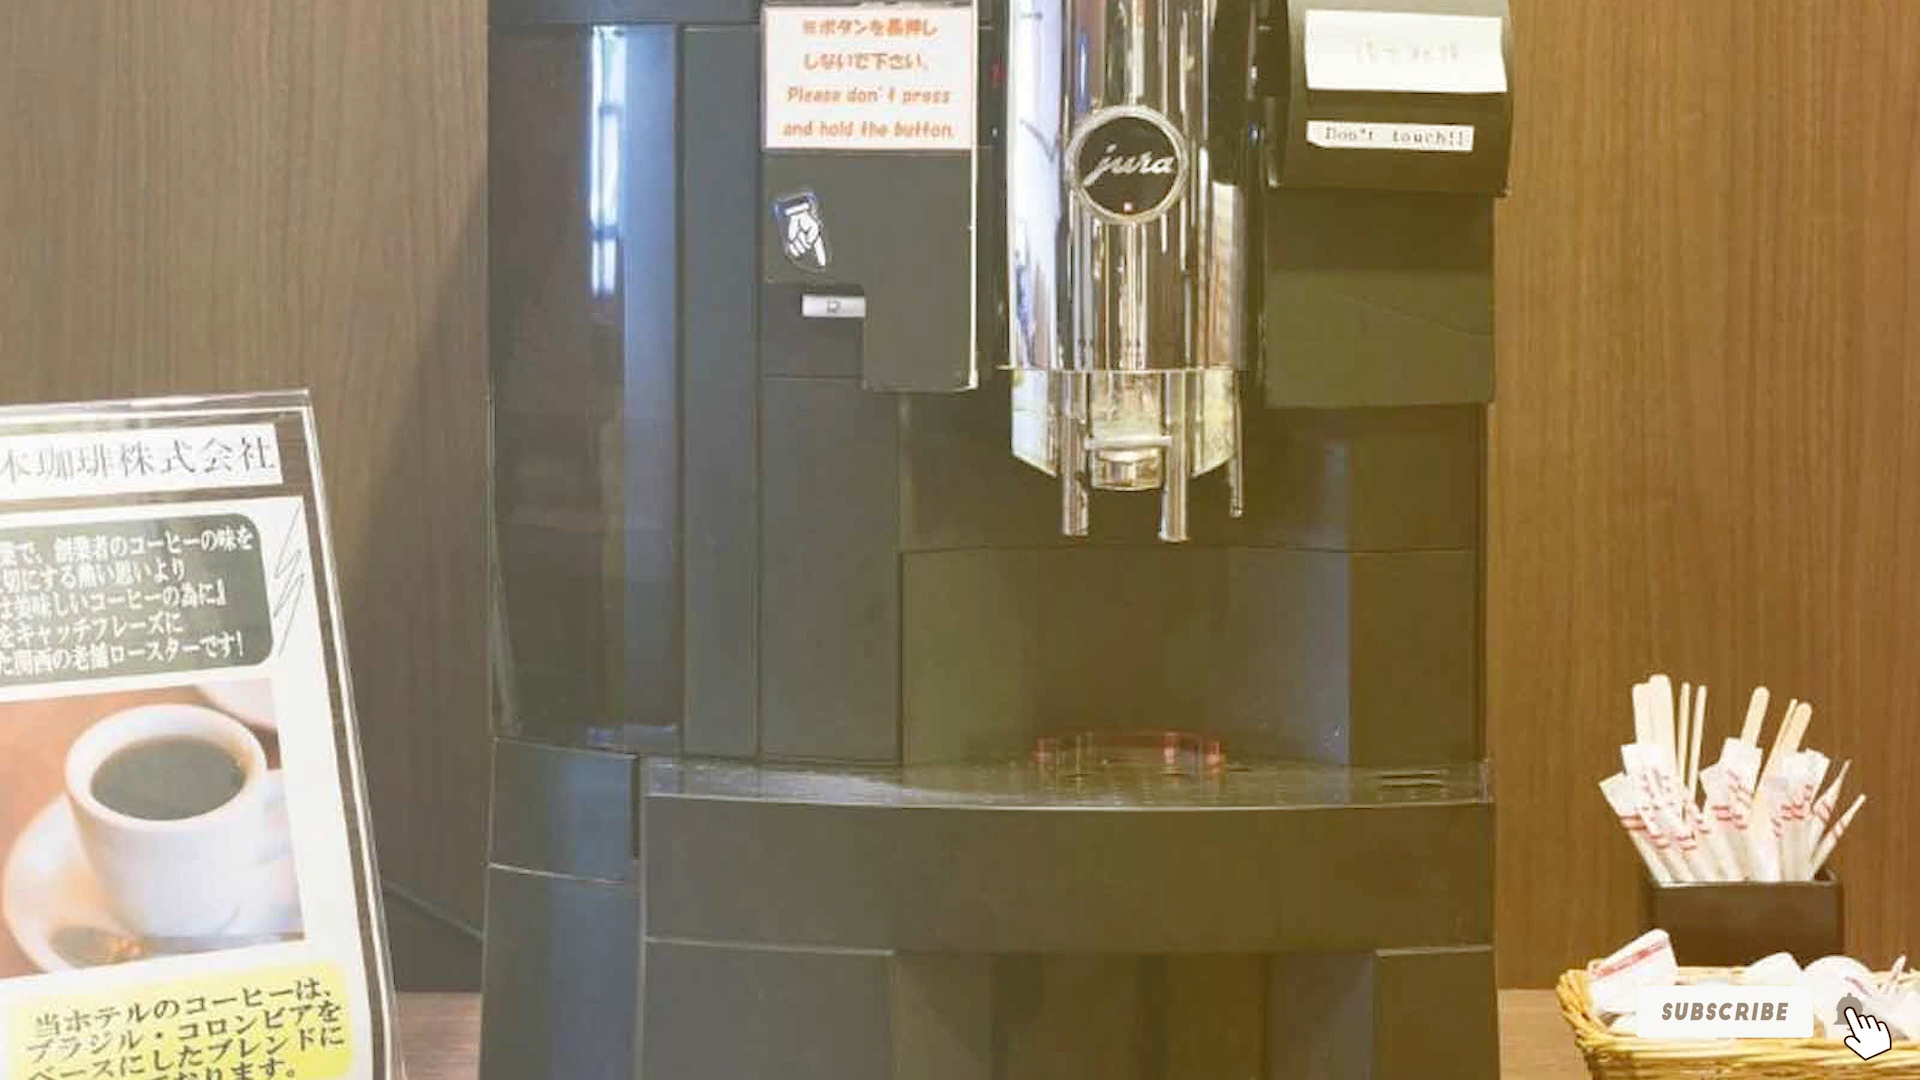 ※ボタンを長押し
しないで下さい。
Please don't press
and hold the button.
Don't touch!!
jura
木珈琲株式会社
業で、創業者のコーヒーの味を
切にする熱い思いより
は美味しいコーヒーの為に』
をキャッチフレーズに
た関西の老舗ロースターです!
当ホテルのコーヒーは、
ブラジル・コロンビアを
ベースにしたブレンドに
おります。
SUBSCRIBE